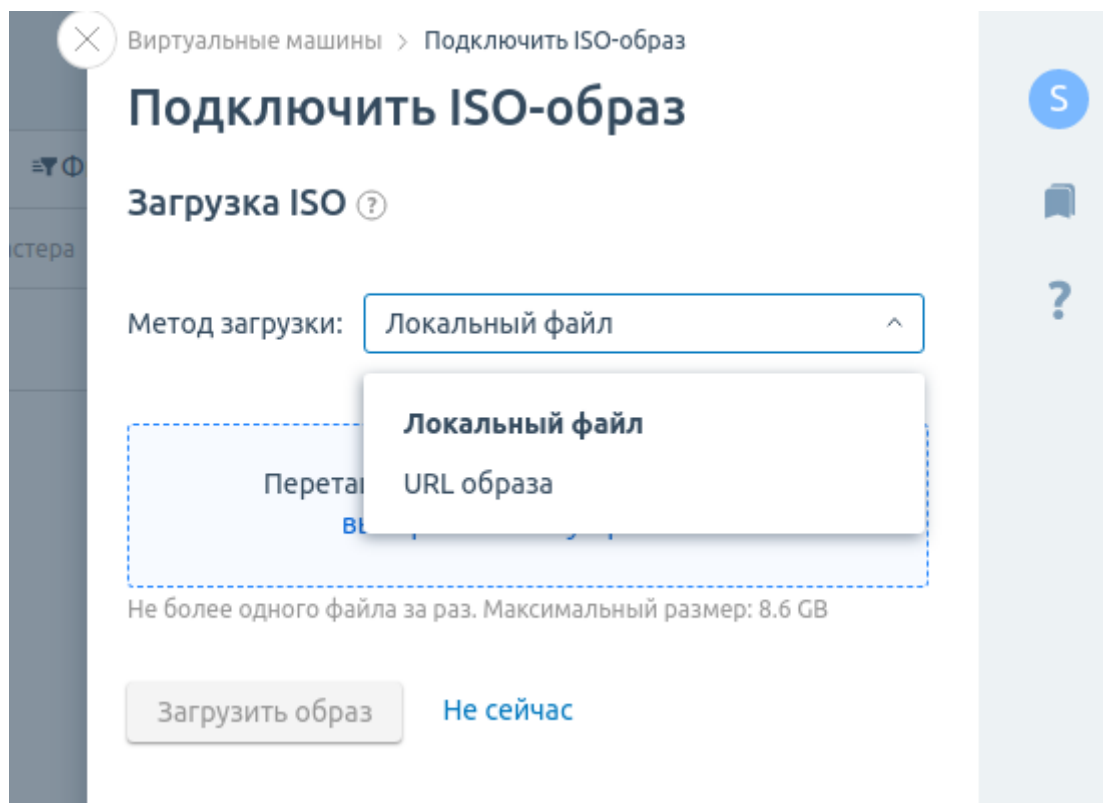 Виртуальные машины > Подключить ISO-образ
Подключить ISO-образ
S
Ф
Загрузка ISO ?
?
Метод загрузки: Локальный файл
Локальный файл
URL образа
Не более одного файла за раз. Максимальный размер: 8.6 GB
Загрузить образ Не сейчас